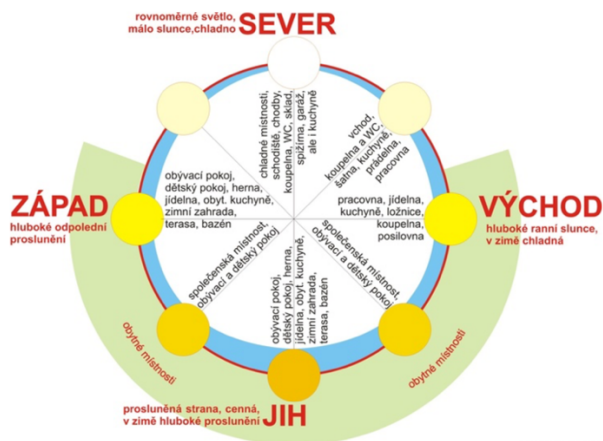 rovnoměrné světlo,
málo slunce,chladno
SEVER
chladné místnosti,
schodiště, chodby,
koupelna, WC, sklad,
spižírna, garáž,
ale i kuchyně
vchod,
koupelna a WC,
šatna, kuchyně,
prádelna,
pracovna
obývací pokoj,
dětský pokoj, herna,
jídelna, obyt. kuchyně,
zimní zahrada,
terasa, bazén
ZÁPAD
hluboké odpolední
proslunění
pracovna, jídelna,
kuchyně, ložnice,
koupelna,
posilovna
VÝCHOD
hluboké ranní slunce,
v zimě chladná
společenská místnost,
obývací a dětský pokoj
obývací pokoj,
dětský pokoj, herna,
jídelna, obyt. kuchyně,
zimní zahrada,
terasa, bazén
společenská místnost,
obývací a dětský pokoj
obytné místnosti
obytné místnosti
prosluněná strana, cenná,
v zimě hluboké proslunění
JIH